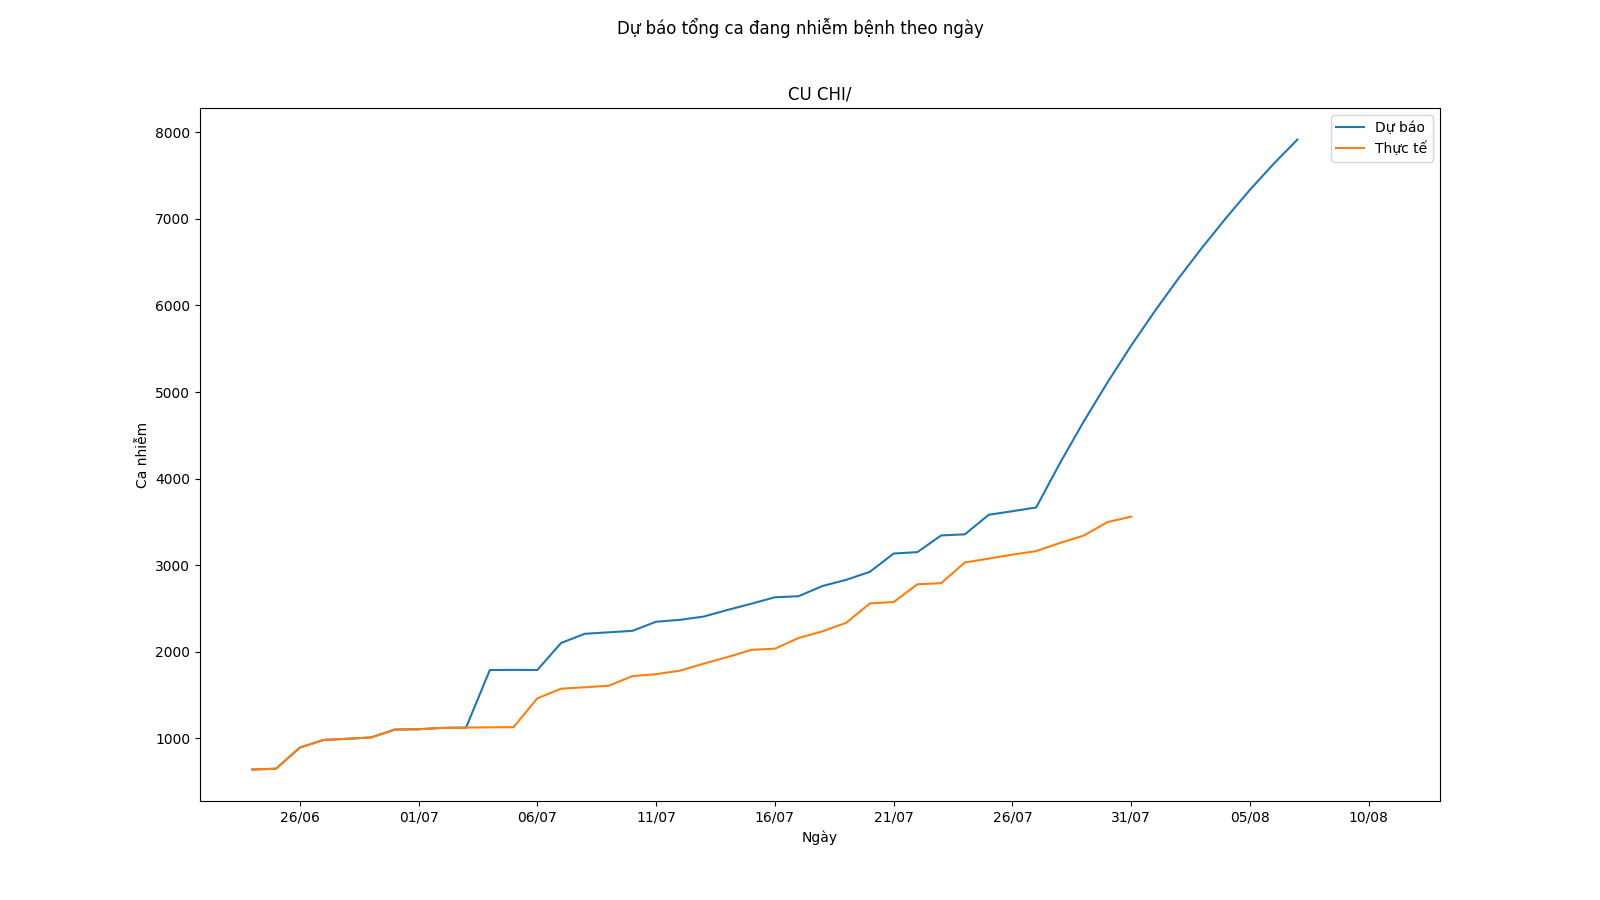 Dự báo tổng ca đang nhiễm bệnh theo ngày
CU CHI/
Dự báo
Thực tế
8000
7000
6000
5000
4000
3000
2000
1000
Ca nhiễm
26/06 01/07 06/07 11/07 16/07 21/07 26/07 31/07 05/08 10/08
Ngày